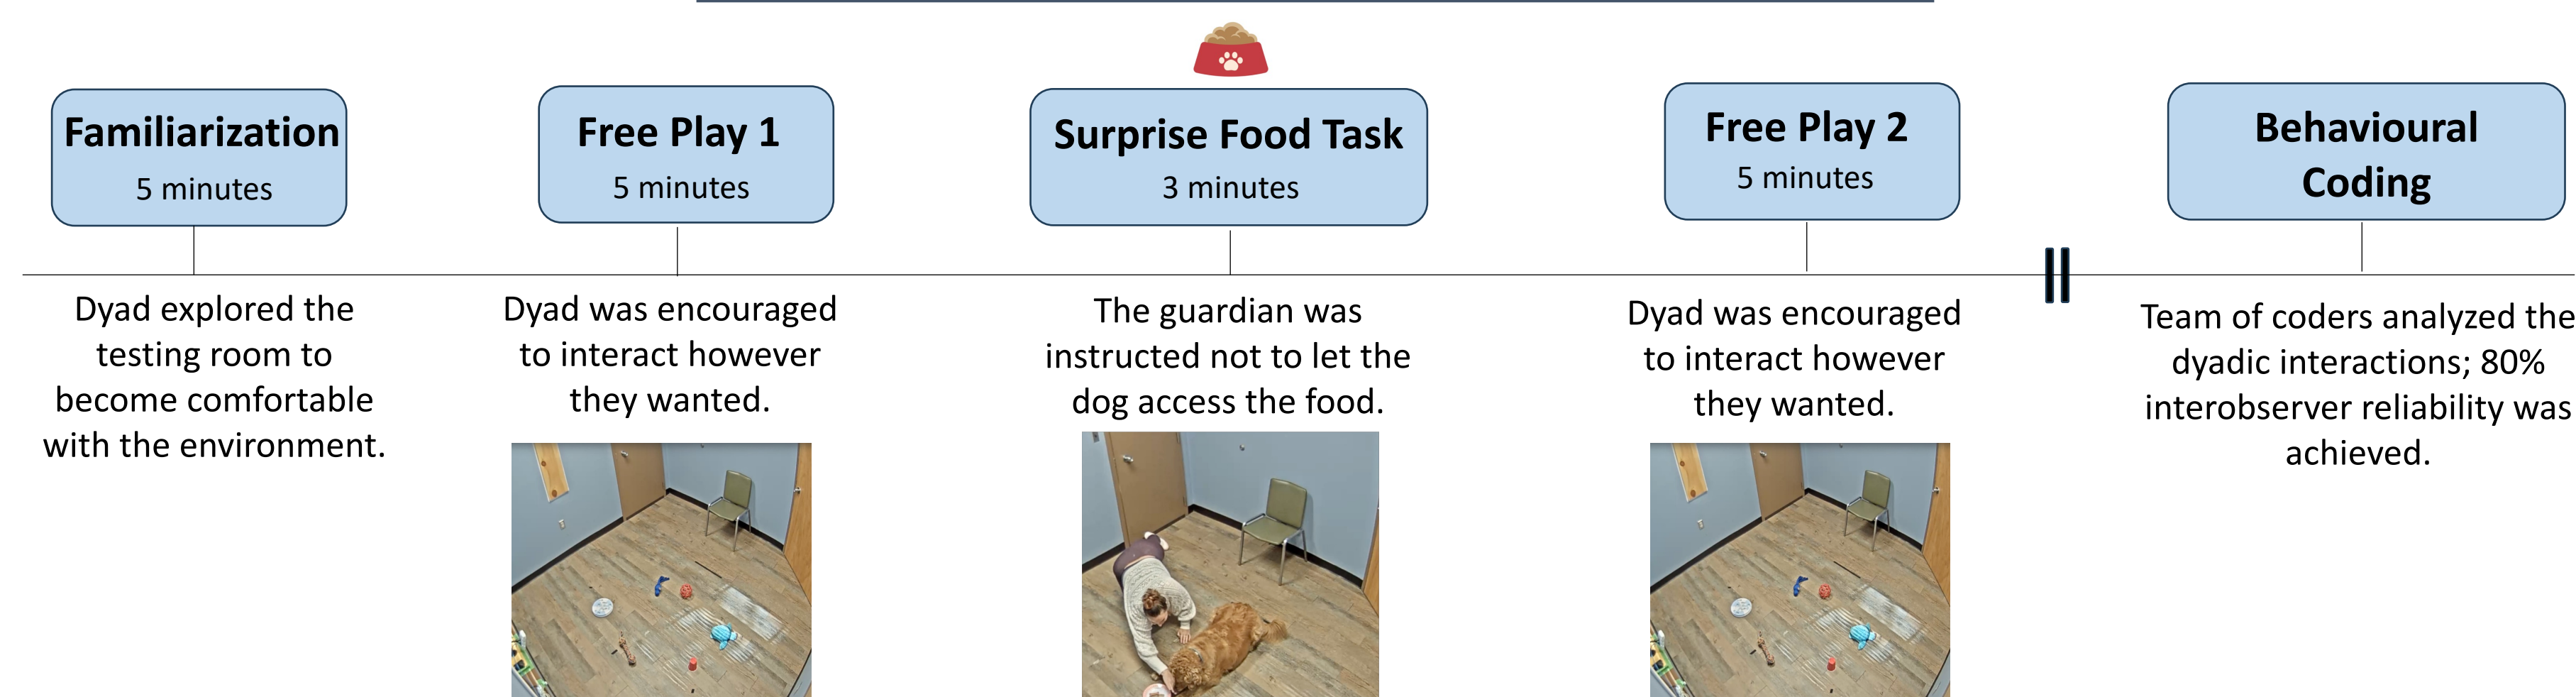 Familiarization
5 minutes
Free Play 1
5 minutes
Surprise Food Task
3 minutes
Free Play 2
5 minutes
Behavioural
Coding
Dyad explored the
testing room to
become comfortable
with the environment.
Dyad was encouraged
to interact however
they wanted.
The guardian was
instructed not to let the
dog access the food.
Dyad was encouraged
to interact however
they wanted.
Team of coders analyzed the
dyadic interactions; 80%
interobserver reliability was
achieved.